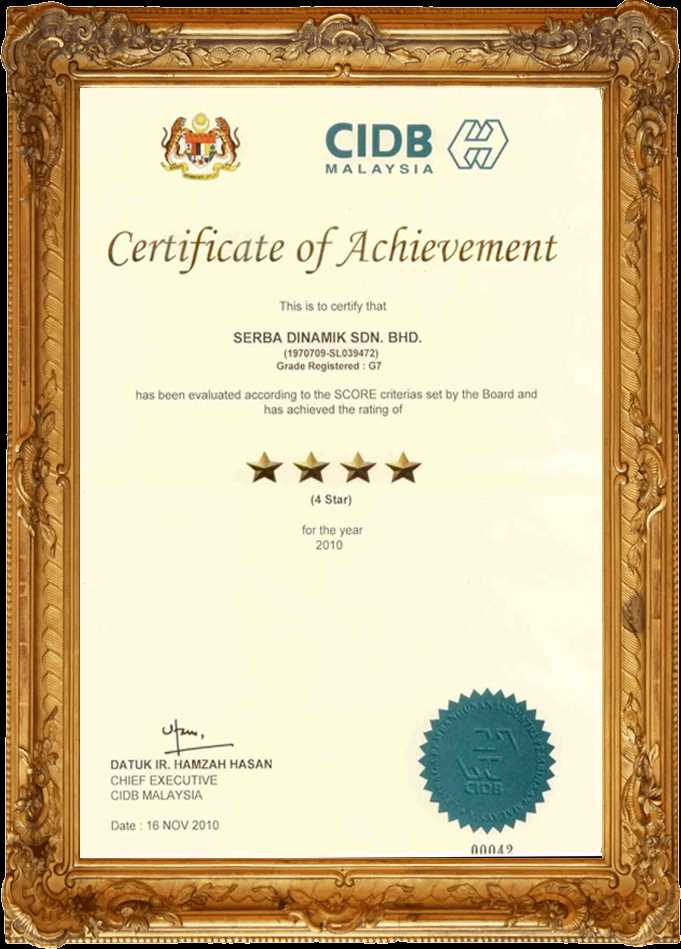 CIDB
MALAYSIA
Certificate of Achievement
This is to certify that
SERBA DINAMIK SDN. BHD.
(1970709-SL039472)
Grade Registered : G7
has been evaluated according to the SCORE criterias set by the Board and
has achieved the rating of
(4 Star)
for the year
2010
DATUK IR. HAMZAH HASAN
CHIEF EXECUTIVE
CIDB MALAYSIA
Date : 16 NOV 2010
CIDB
00042